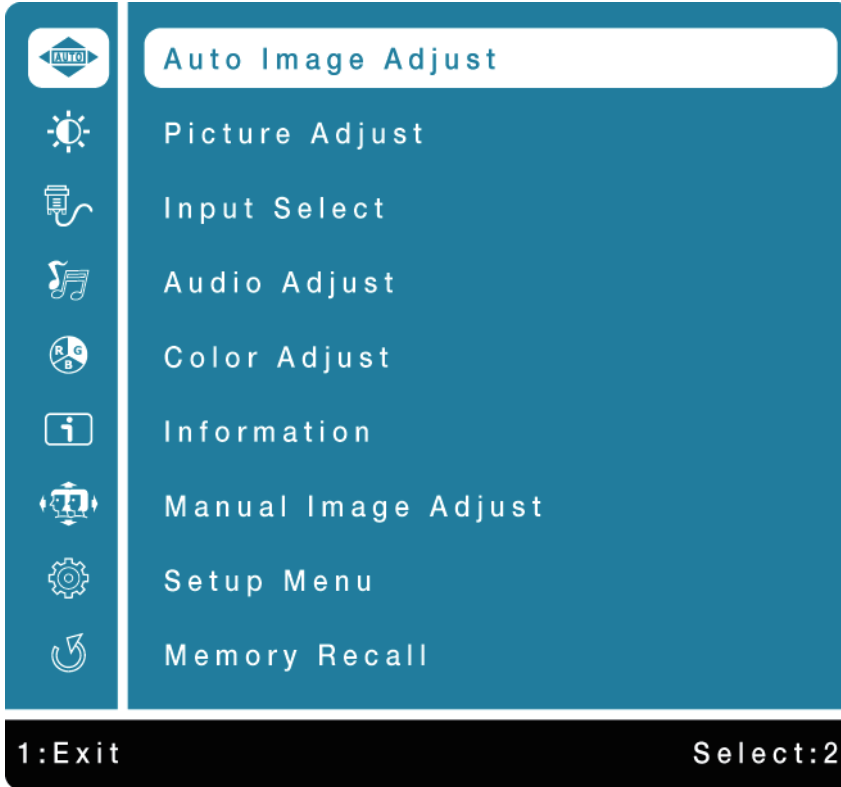 AUTO
Auto Image Adjust
Picture Adjust
Input Select
Audio Adjust
R G
B
Color Adjust
i
Information
Manual Image Adjust
Setup Menu
Memory Recall
1:Exit Select:2